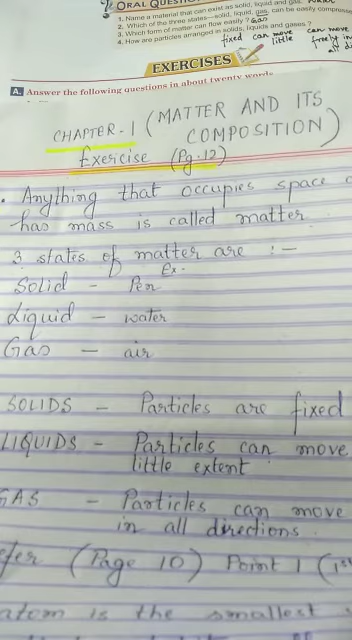 ORAL
1. Name a material that can exist as solid, liquid and gas.
2. Which of the three states—solid, liquid, gas, can be easily compresse
3. Which form of matter can flow easily? Gas
4. How are particles arranged in solids, liquids and gases?
fixed can move little can move freely in
EXERCISES
A. Answer the following questions in about twenty words
CHAPTER-1 (MATTER AND ITS
COMPOSITION)
Exercise (Pg.12)
. Anything that occupies space
has mass is called matter
3 states of matter are :-
Ex.
Solid - Pen
Liquid - water
Gas - air
SOLIDS - Particles are fixed
LIQUIDS - Particles can move
little extent.
GAS - Particles can move
in all directions.
efer (Page 10) Point 1 (1st
atom is the smallest